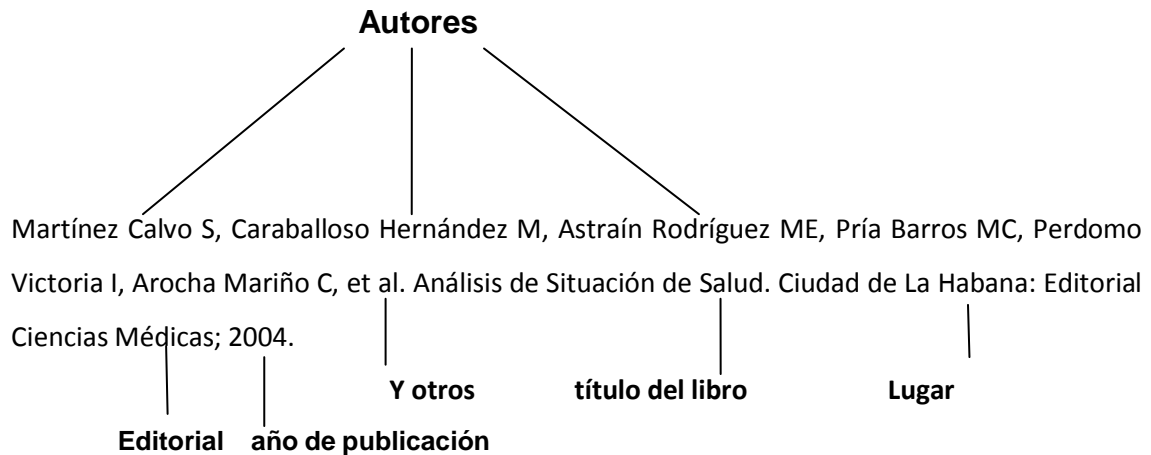 Autores
Martínez Calvo S, Caraballoso Hernández M, Astraín Rodríguez ME, Pría Barros MC, Perdomo
Victoria I, Arocha Mariño C, et al. Análisis de Situación de Salud. Ciudad de La Habana: Editorial
Ciencias Médicas; 2004.
Y otros título del libro Lugar
Editorial año de publicación